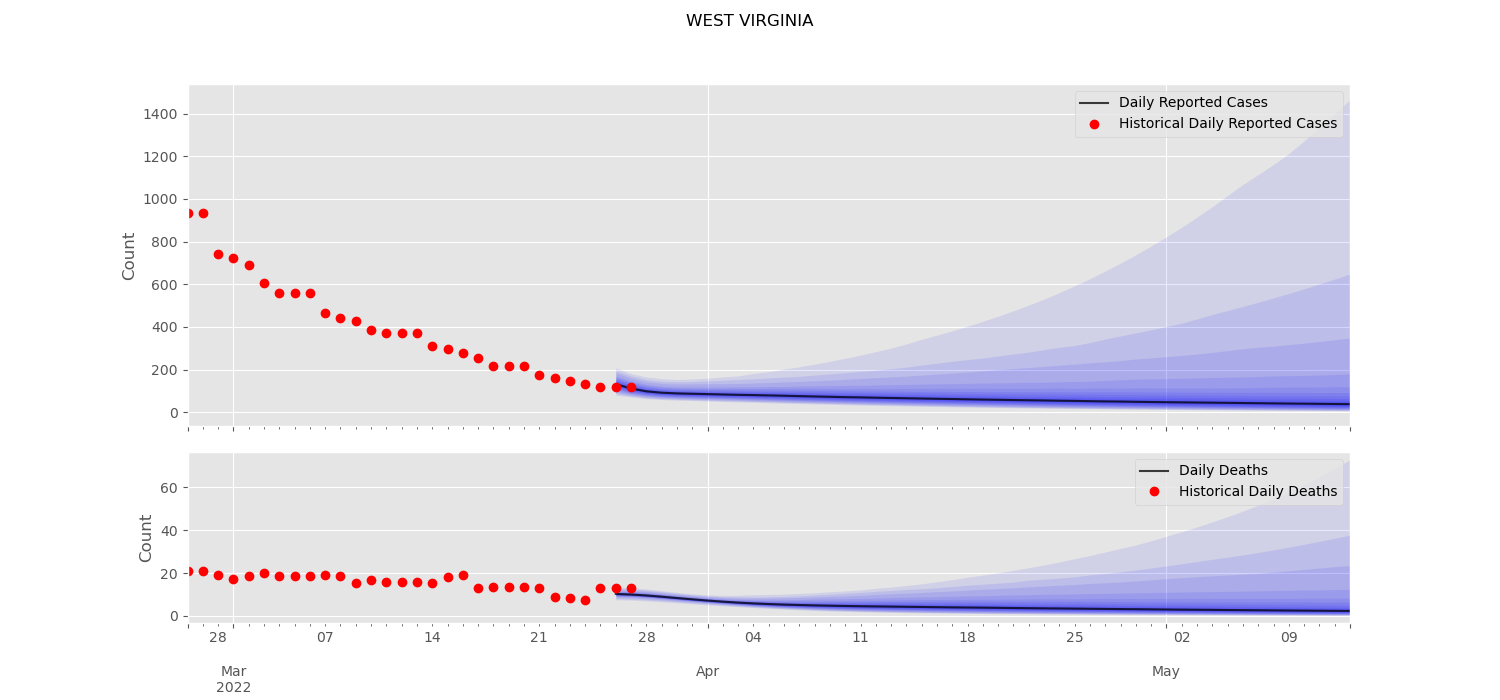 WEST VIRGINIA
Daily Reported Cases
Historical Daily Reported Cases
Count
1400
1200
1000
800
600
400
200
0
Daily Deaths
Historical Daily Deaths
Count
60
40
20
0
28 07 14 21 28 04 11 18 25 02 09
Mar Apr May
2022